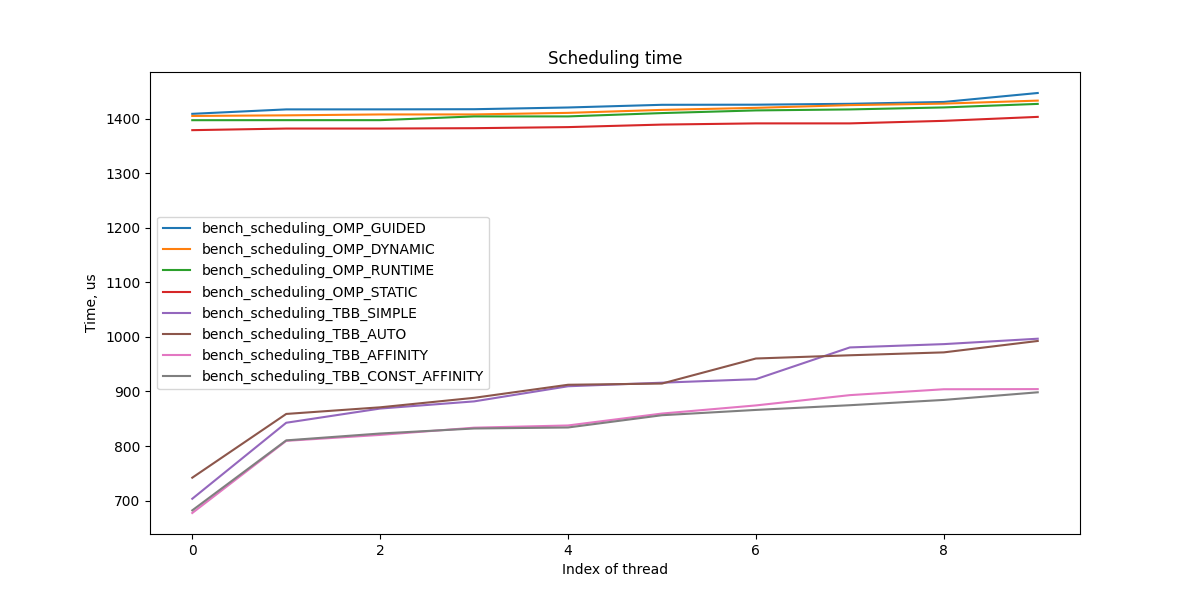 Scheduling time
1400
1300
1200
1100
1000
900
800
700
Time, us
bench_scheduling_OMP_GUIDED
bench_scheduling_OMP_DYNAMIC
bench_scheduling_OMP_RUNTIME
bench_scheduling_OMP_STATIC
bench_scheduling_TBB_SIMPLE
bench_scheduling_TBB_AUTO
bench_scheduling_TBB_AFFINITY
bench_scheduling_TBB_CONST_AFFINITY
0 2 4 6 8
Index of thread